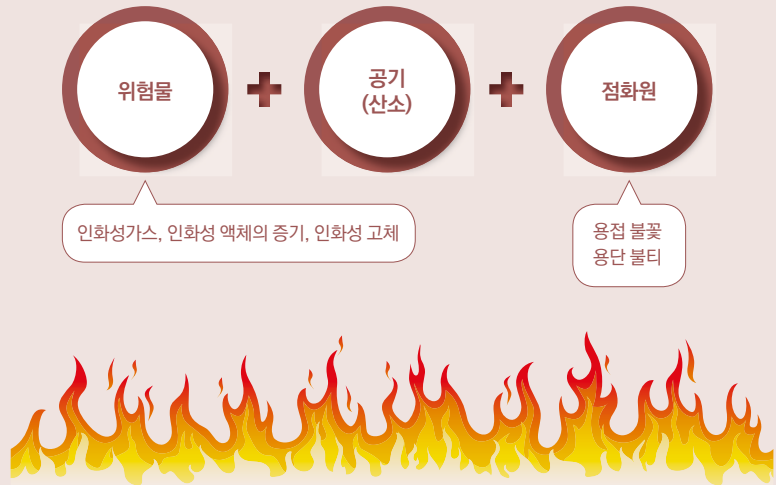 위험물
공기
(산소)
점화원
인화성가스, 인화성 액체의 증기, 인화성 고체
용접 불꽃
용단 불티